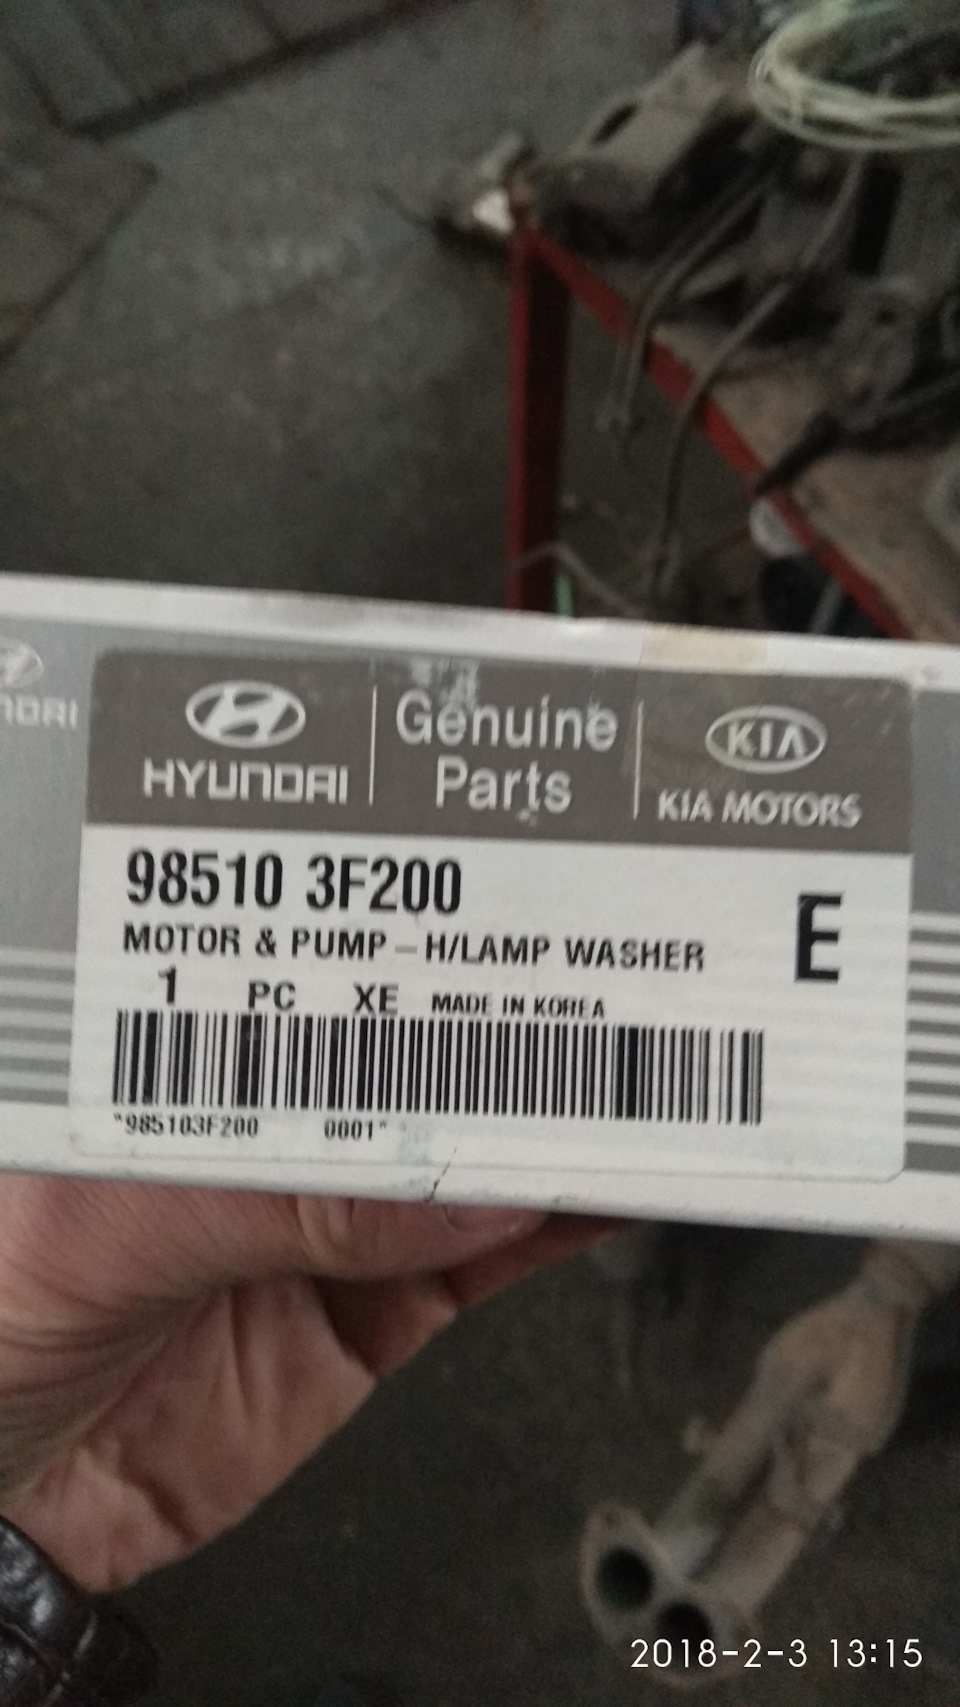 HYUNDAI
HYUNDAI
Genuine
Parts
KIA
KIA MOTORS
98510 3F200
E
MOTOR & PUMP – H/LAMP WASHER
1 PC XE MADE IN KOREA
"985103F200 0001"
2018-2-3 13:15